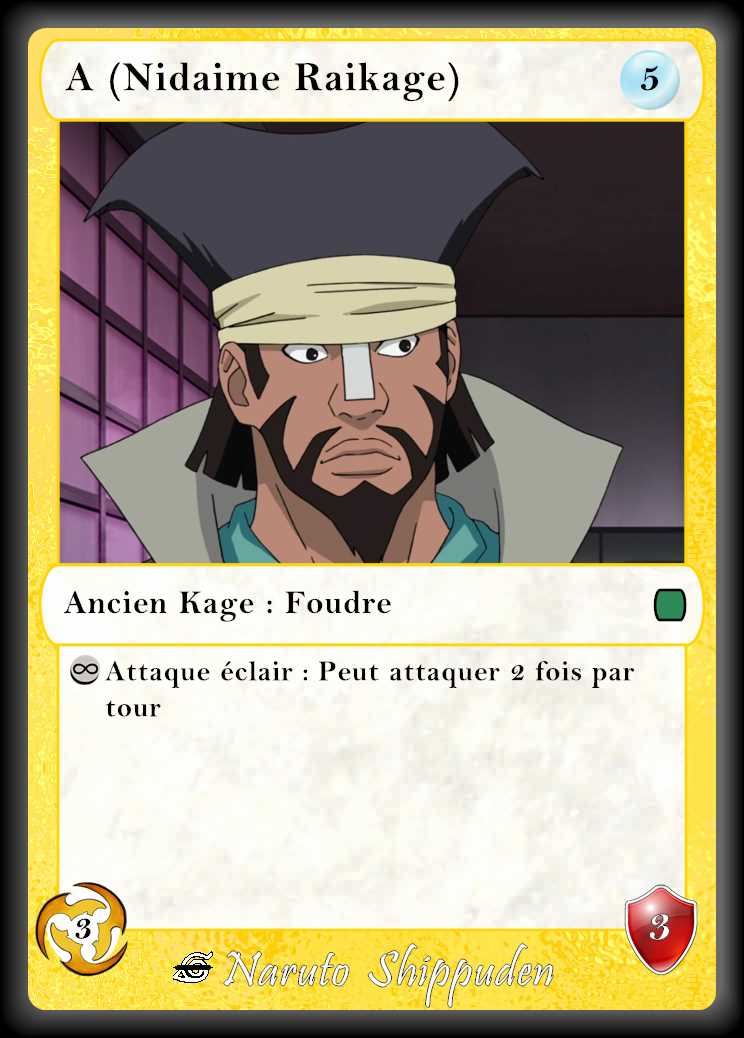 A (Nidaime Raikage)
5
Ancien Kage : Foudre
Attaque éclair : Peut attaquer 2 fois par
tour
3
3
Naruto Shippuden